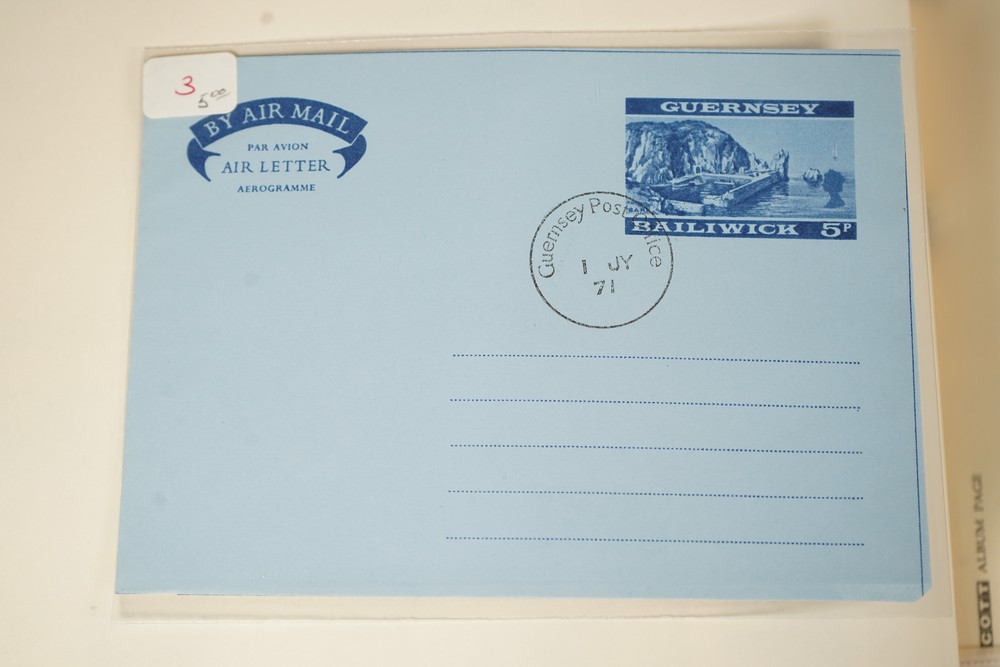 3
5 00
BY AIR MAIL
PAR AVION
AIR LETTER
AEROGRAMME
GUERNSEY
BAILIWICK 5P
Guernsey Post Office
1 JY
71
ALBUM PAGE